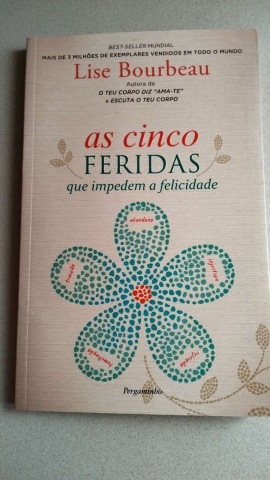 BEST-SELLER MUNDIAL
MAIS DE 3 MILHÕES DE EXEMPLARES VENDIDOS EM TODO O MUNDO
Lise Bourbeau
Autora de
O TEU CORPO DIZ "AMA-TE"
e ESCUTA O TEU CORPO
as cinco
FERIDAS
que impedem a felicidade
abandono
traição
injustiça
humilhação
rejeição
Pergaminho